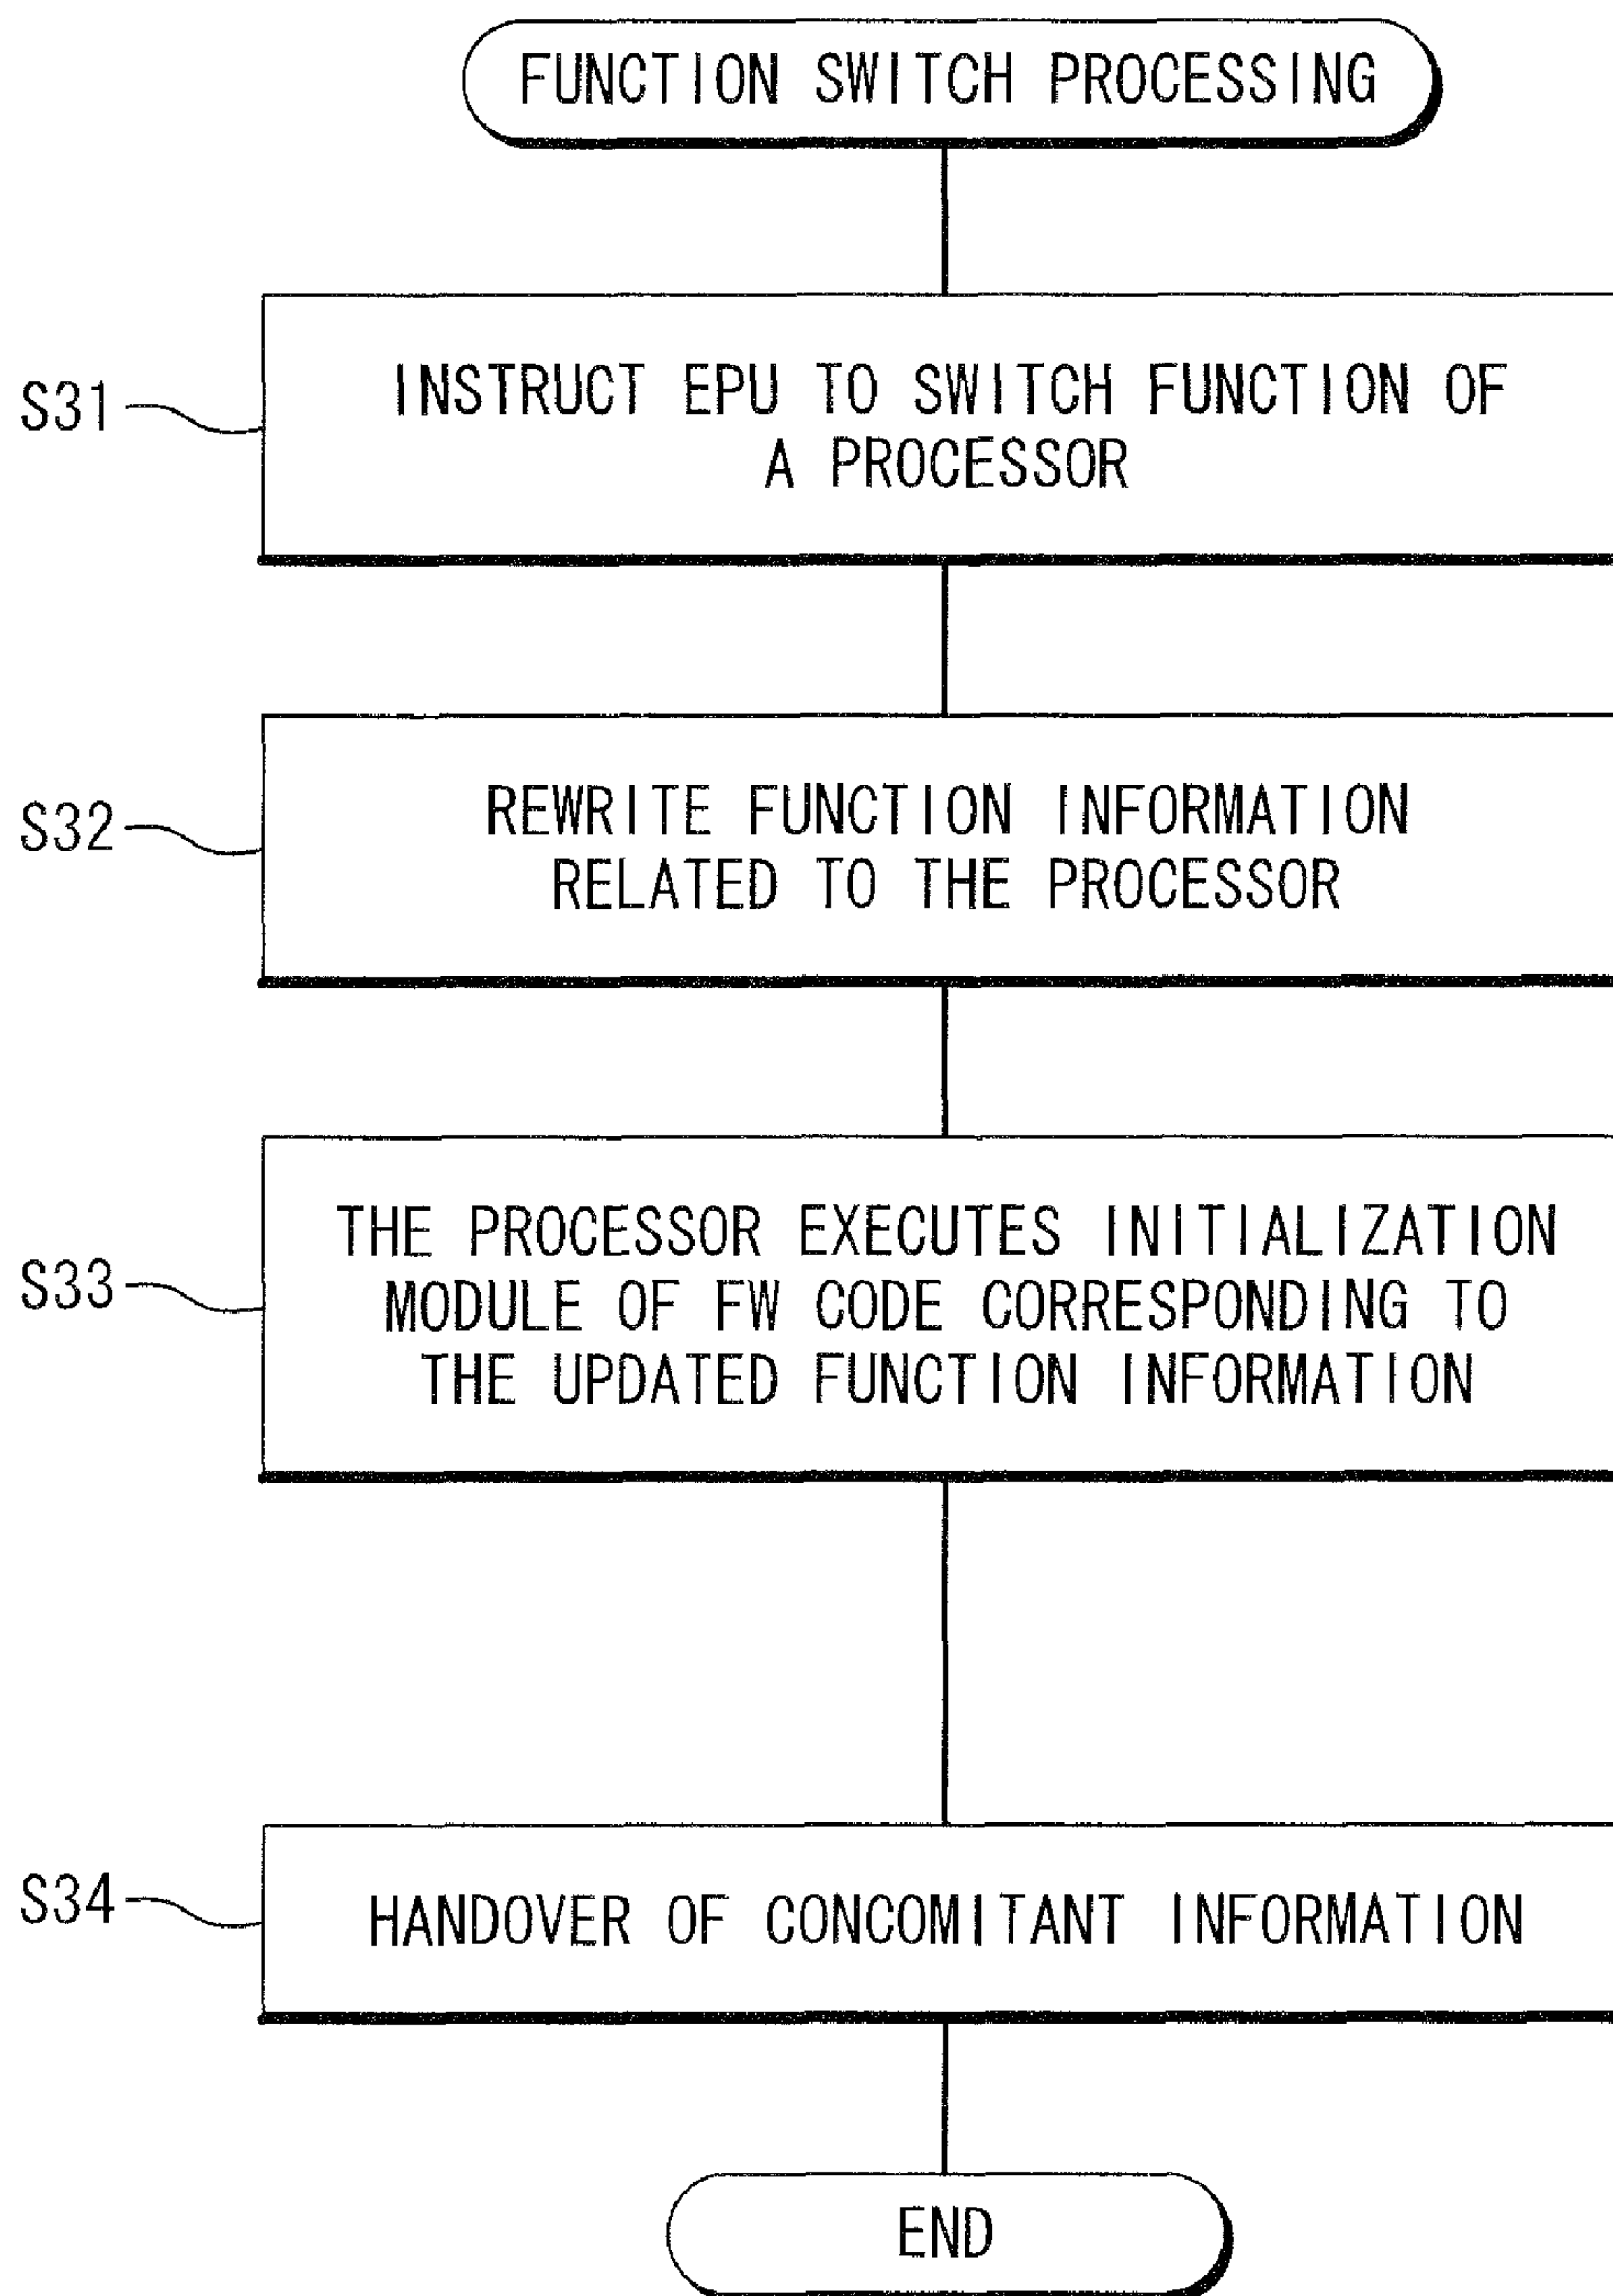 FUNCTION SWITCH PROCESSING
S31
INSTRUCT EPU TO SWITCH FUNCTION OF
A PROCESSOR
S32
REWRITE FUNCTION INFORMATION
RELATED TO THE PROCESSOR
S33
THE PROCESSOR EXECUTES INITIALIZATION
MODULE OF FW CODE CORRESPONDING TO
THE UPDATED FUNCTION INFORMATION
S34
HANDOVER OF CONCOMITANT INFORMATION
END